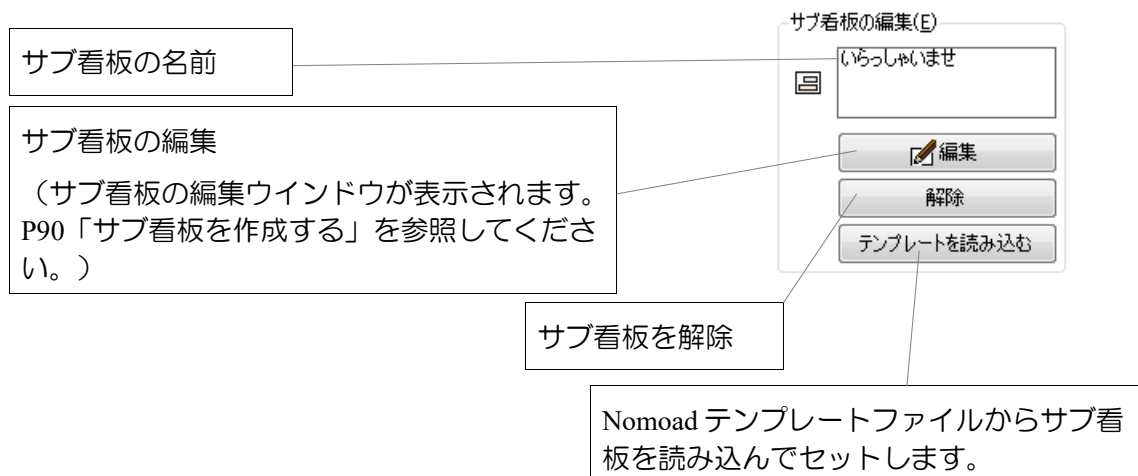 サブ看板の編集(E)
サブ看板の名前
いらっしゃいませ
サブ看板の編集
（サブ看板の編集ウインドウが表示されます。
P90「サブ看板を作成する」を参照してくださ
い。）
編集
解除
テンプレートを読み込む
サブ看板を解除
Nomoad テンプレートファイルからサブ看
板を読み込んでセットします。